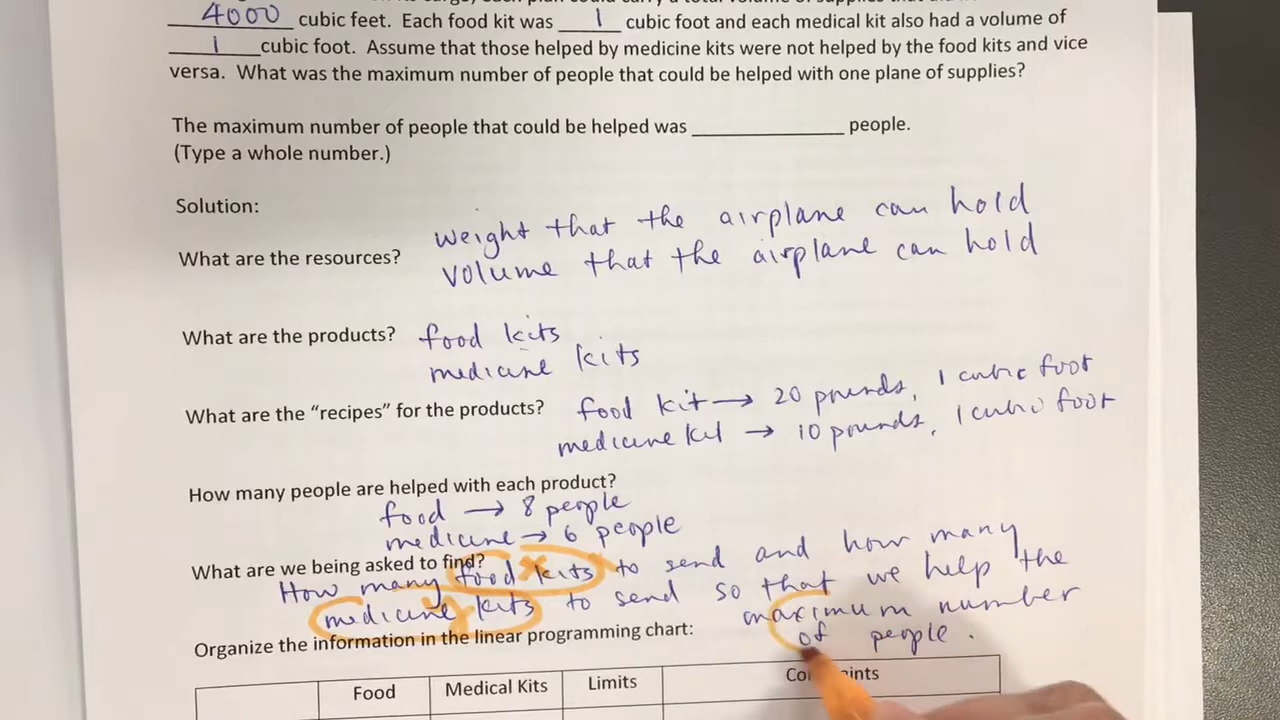 4000 cubic feet. Each food kit was 1 cubic foot and each medical kit also had a volume of
1 cubic foot. Assume that those helped by medicine kits were not helped by the food kits and vice
versa. What was the maximum number of people that could be helped with one plane of supplies?
The maximum number of people that could be helped was ____________ people.
(Type a whole number.)
Solution:
weight that the airplane can hold
What are the resources?
volume that the airplane can hold
What are the products? food kits
medicine kits
What are the “recipes” for the products? food kit → 20 pounds, 1 cubic foot
medicine kit → 10 pounds, 1 cubic foot
How many people are helped with each product?
food → 8 people
medicine → 6 people
What are we being asked to find?
How many food kits to send and how many
medicine kits to send so that we help the
maximum number
of people.
Organize the information in the linear programming chart:
Food Medical Kits Limits